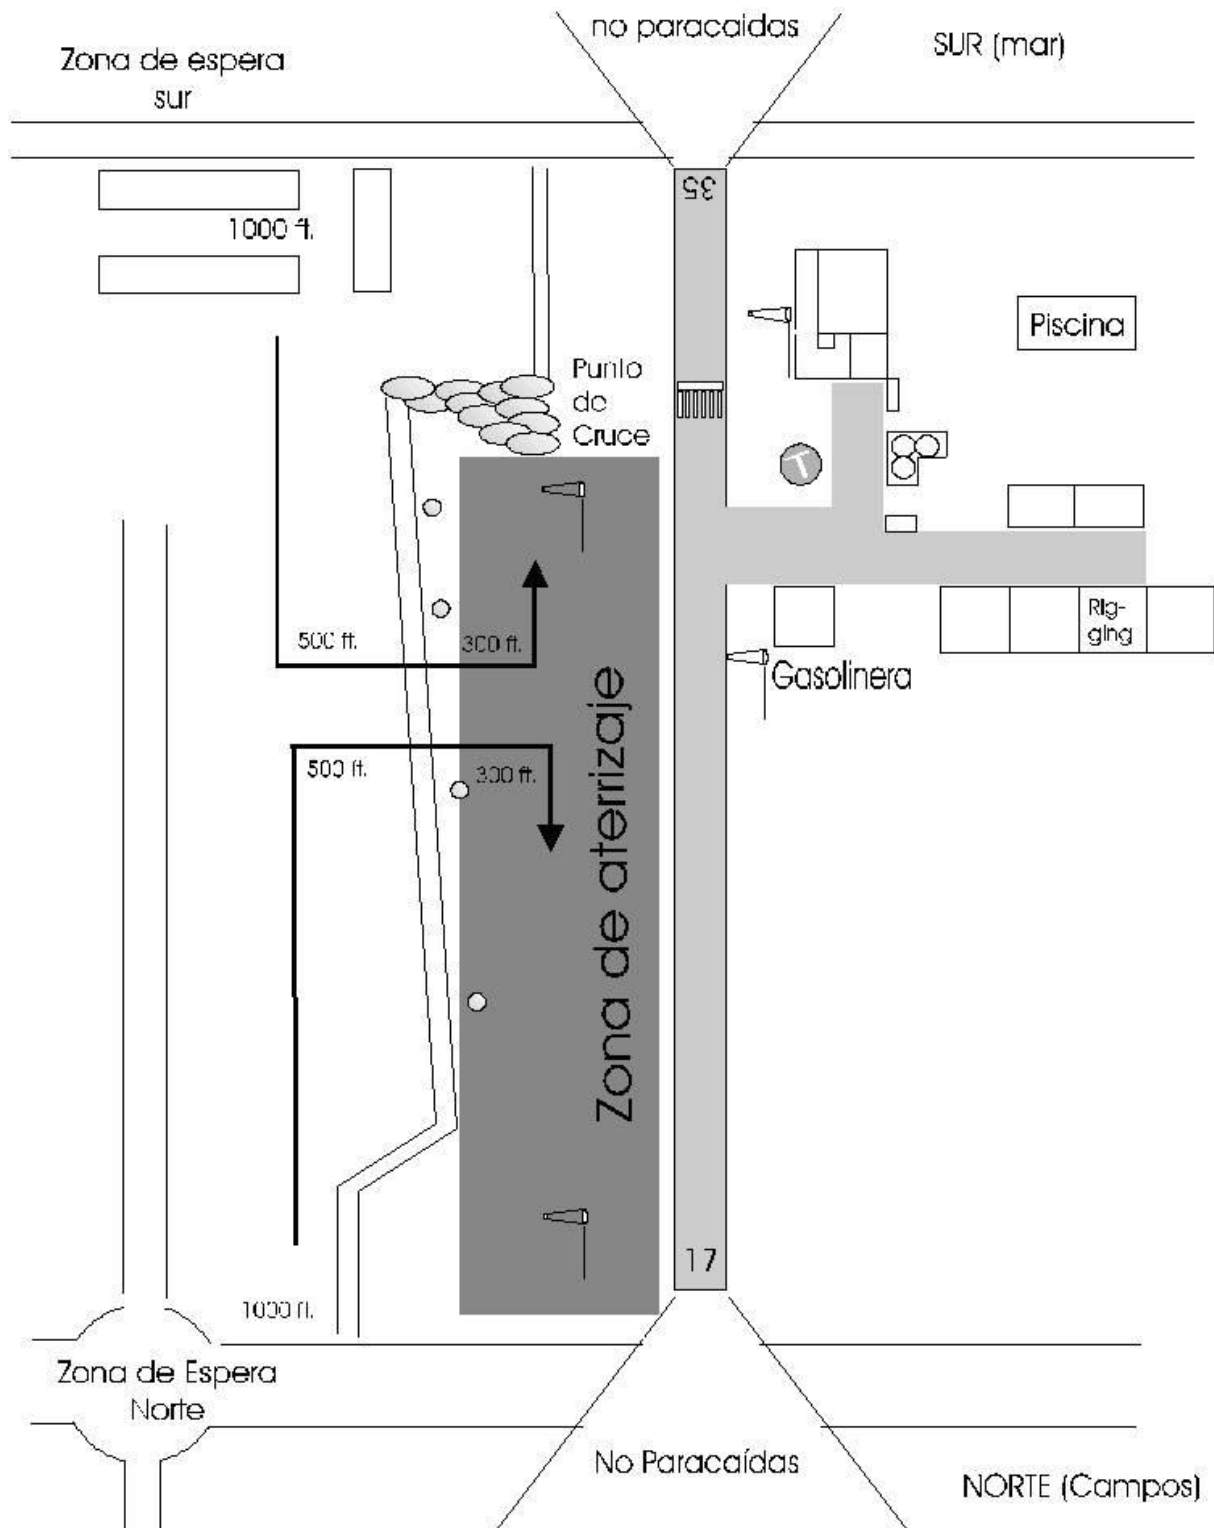 no paracaidas
SUR (mar)
Zona de espera
sur
35
1000 ft.
Piscina
Punto
de
Cruce
T
Rig-
ging
500 ft.
300 ft.
Gasolinera
Zona de aterrizaje
500 ft.
300 ft.
17
1000 ft.
Zona de Espera
Norte
No Paracaídas
NORTE (Campos)